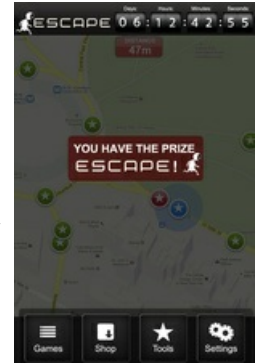 Days Hours Minutes Seconds
ESCAPE 06:12:42:55
DISTANCE
47m
YOU HAVE THE PRIZE
ESCAPE!
Games Shop Tools Settings